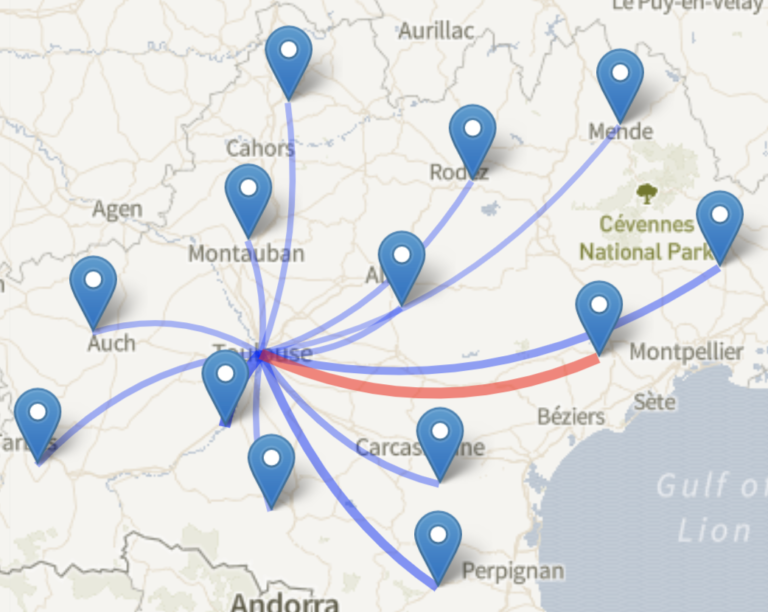 Le Puy-en-Velay
Aurillac
Mende
Cahors
Rodez
Agen
Cévennes
National Park
Montauban
Al
Auch
Toulouse
Montpellier
Sète
Béziers
Tarbes
Carcassonne
Gulf of
Lion
Perpignan
Andorra